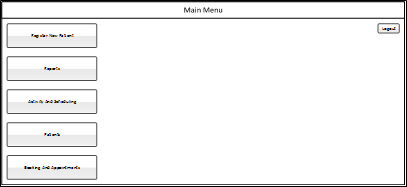 Main Menu
Register New Patient
Logout
Reports
Activity And Scheduling
Patients
Booking And Appointments